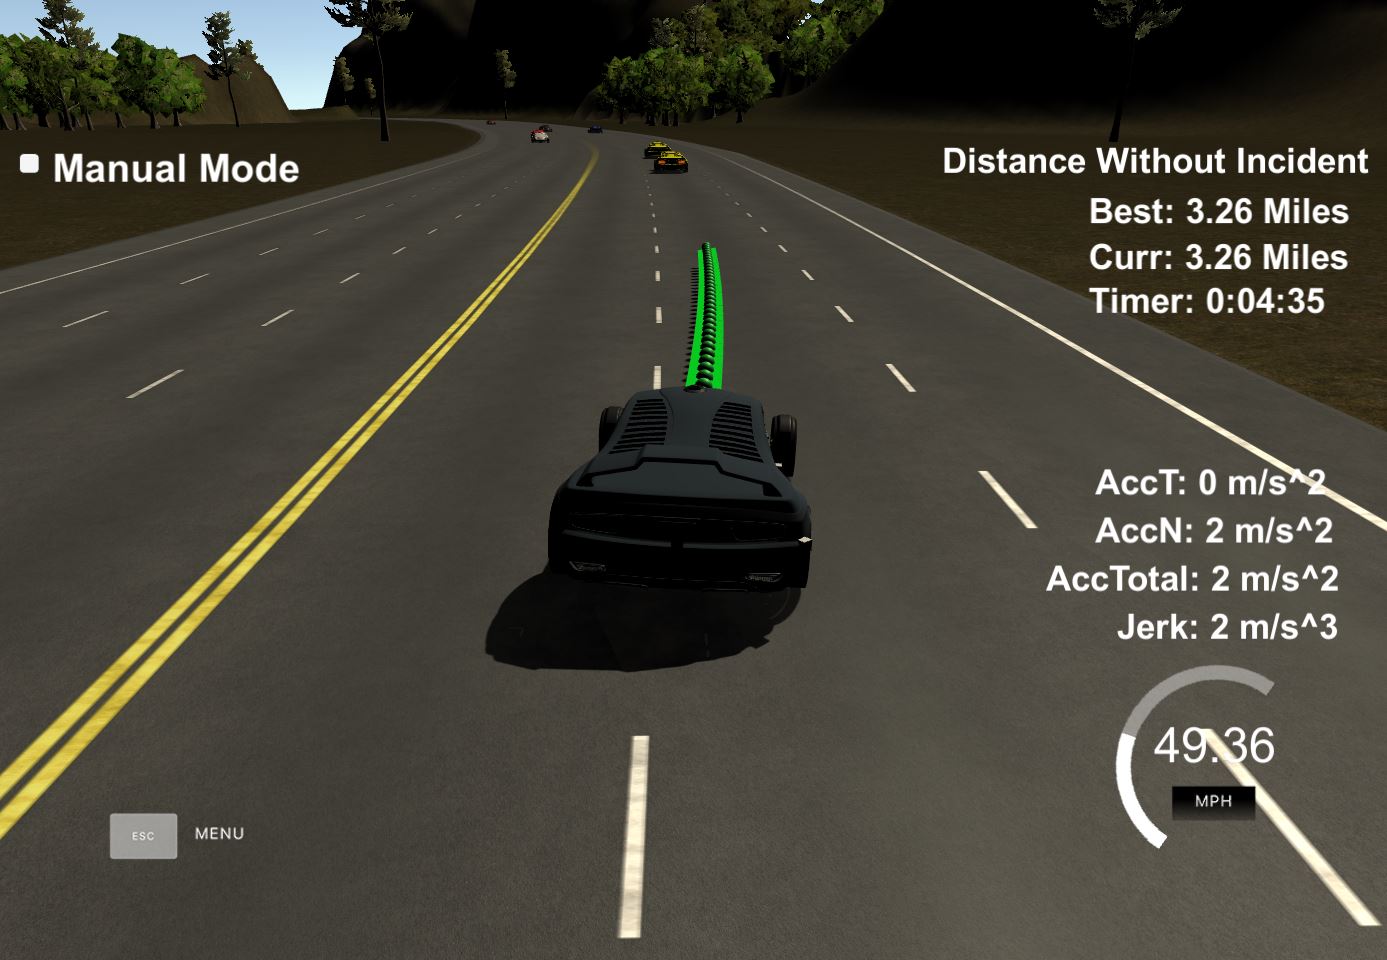 Manual Mode
Distance Without Incident
Best: 3.26 Miles
Curr: 3.26 Miles
Timer: 0:04:35
AccT: 0 m/s^2
AccN: 2 m/s^2
AccTotal: 2 m/s^2
Jerk: 2 m/s^3
49.36
MPH
ESC MENU